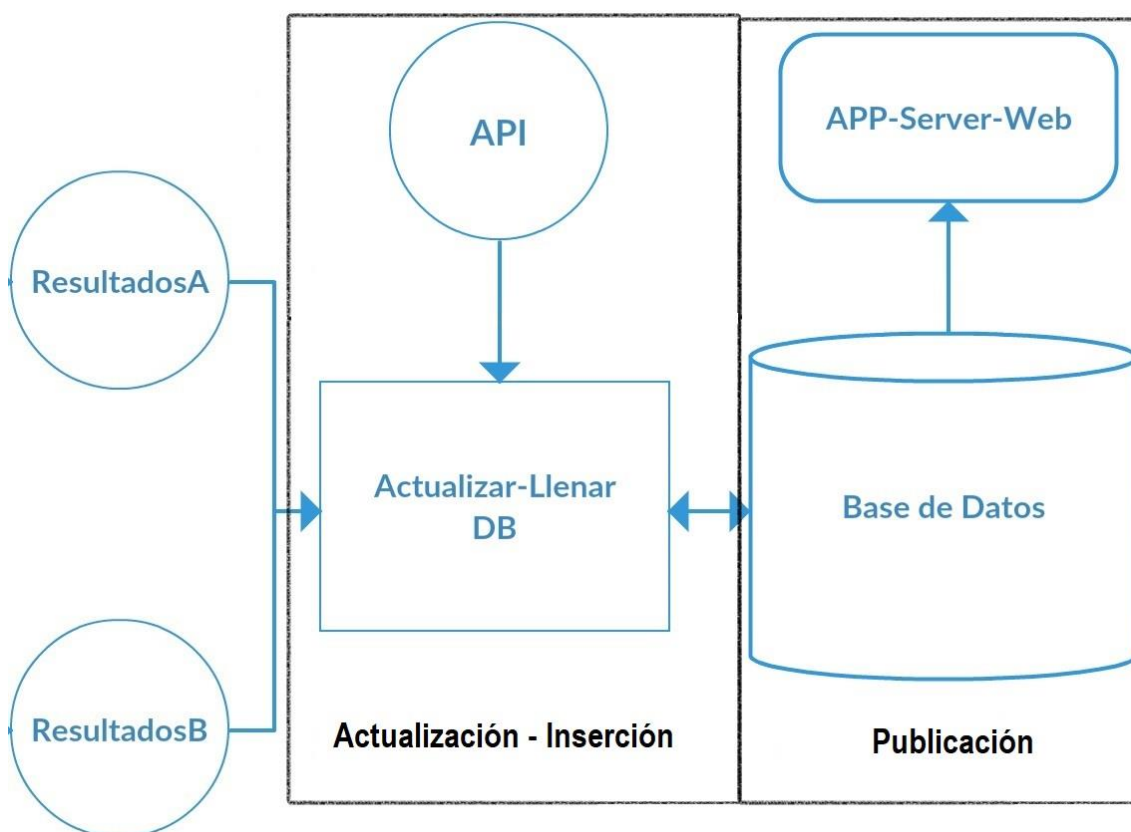 API
APP-Server-Web
ResultadosA
Actualizar-Llenar
DB
Base de Datos
ResultadosB
Actualización - Inserción
Publicación